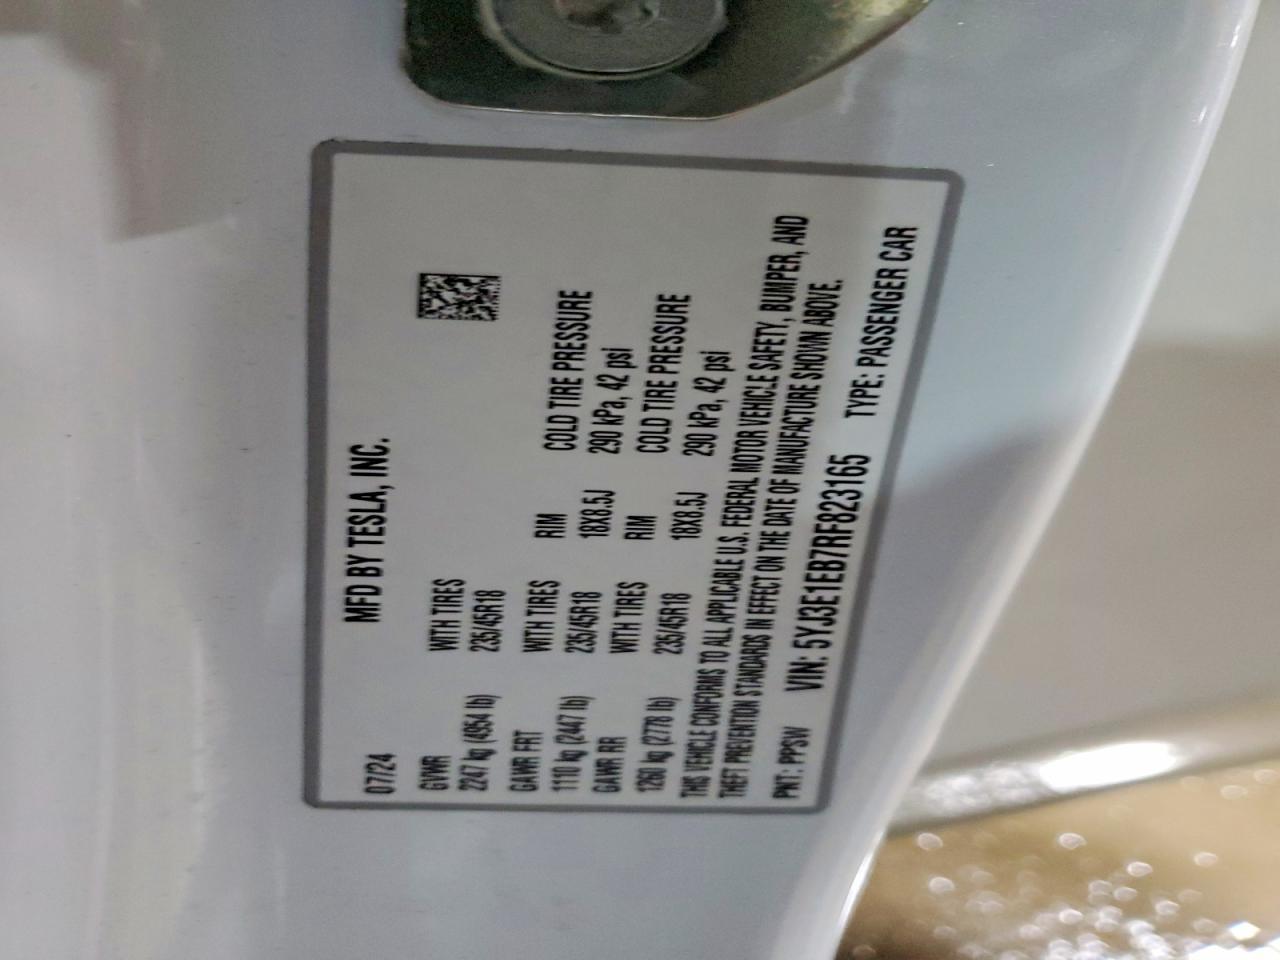 MFD BY TESLA, INC.
07/24
GVWR WITH TIRES
2247 kg (4954 lb) 235/45R18
GAWR FRT WITH TIRES RIM COLD TIRE PRESSURE
1110 kg (2447 lb) 235/45R18 18X8.5J 290 kPa, 42 psi
GAWR RR WITH TIRES RIM COLD TIRE PRESSURE
1260 kg (2778 lb) 235/45R18 18X8.5J 290 kPa, 42 psi
THIS VEHICLE CONFORMS TO ALL APPLICABLE U.S. FEDERAL MOTOR VEHICLE SAFETY, BUMPER, AND
THEFT PREVENTION STANDARDS IN EFFECT ON THE DATE OF MANUFACTURE SHOWN ABOVE.
PNT: PPSW VIN: 5YJ3E1EB7RF823165 TYPE: PASSENGER CAR